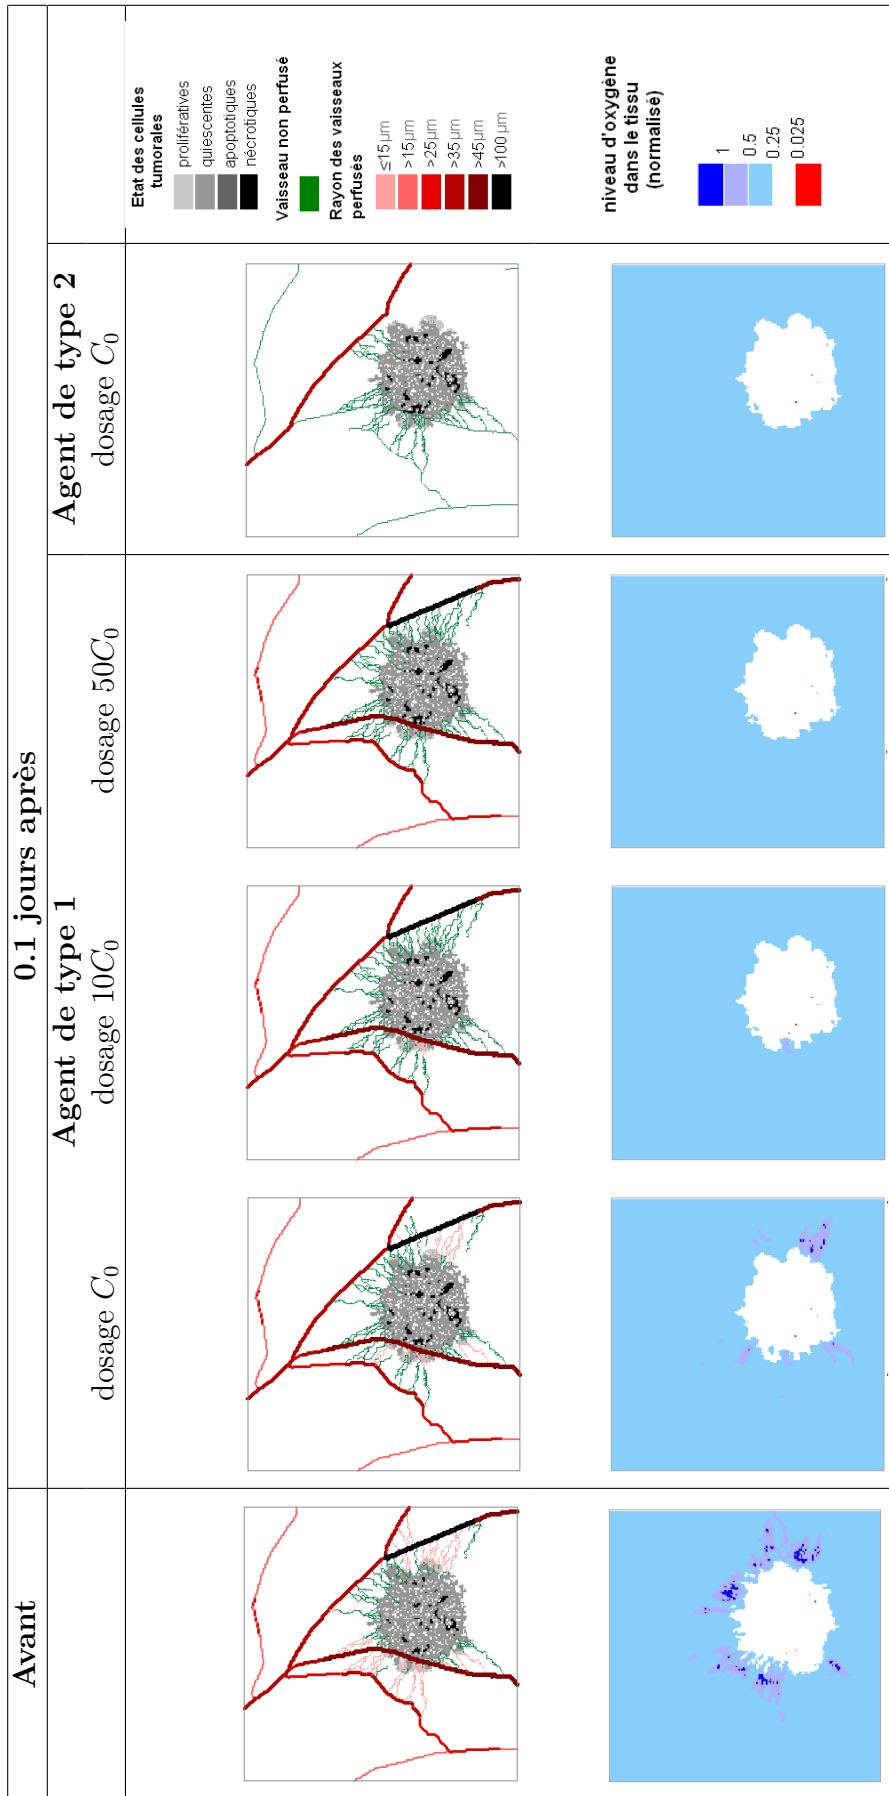 Avant
0.1 jours après
Agent de type 1
dosage C₀
dosage 10C₀
dosage 50C₀
Agent de type 2
dosage C₀
Etat des cellules
tumorales
prolifératives
quiescentes
apoptotiques
nécrotiques
Vaisseau non perfusé
Rayon des vaisseaux
perfusés
≤15µm
>15µm
>25µm
>35µm
>45µm
>100µm
niveau d'oxygène
dans le tissu
(normalisé)
1
0.5
0.25
0.025